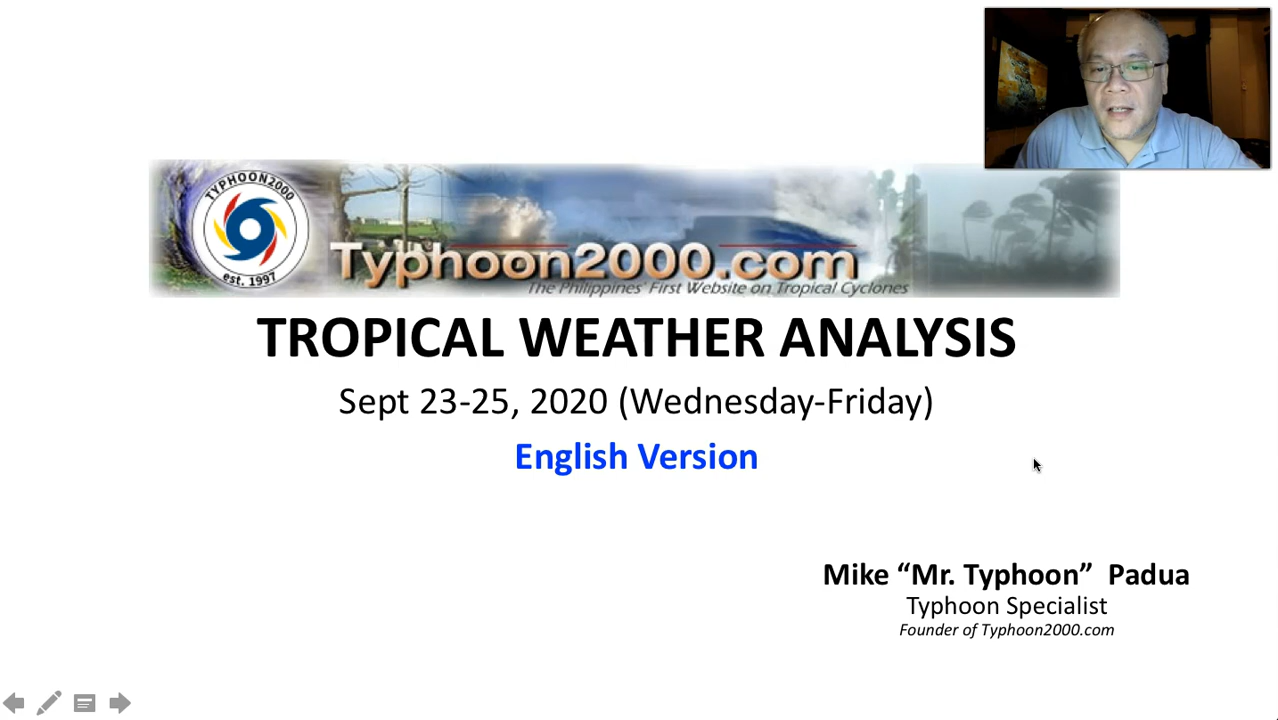 TYPHOON2000
est. 1997
Typhoon2000.com
The Philippines' First Website on Tropical Cyclones
TROPICAL WEATHER ANALYSIS
Sept 23-25, 2020 (Wednesday-Friday)
English Version
Mike “Mr. Typhoon”  Padua
Typhoon Specialist
Founder of Typhoon2000.com